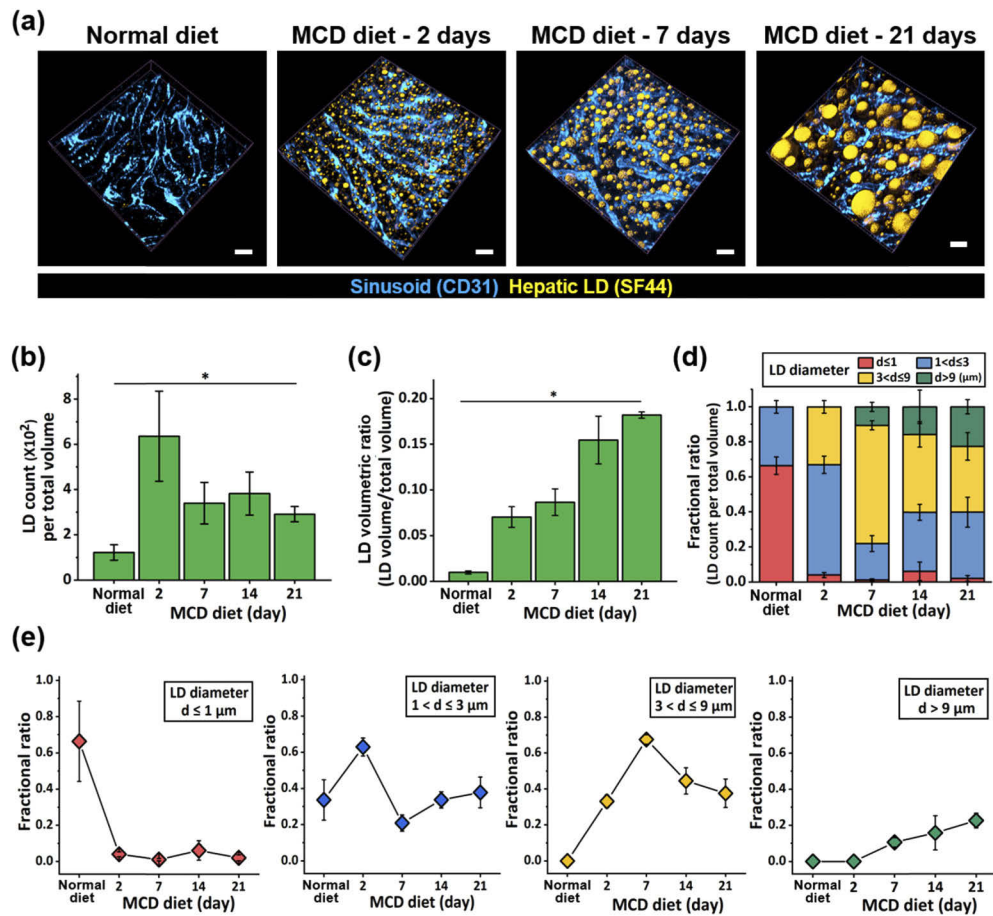 (a)
Normal diet
MCD diet - 2 days
MCD diet - 7 days
MCD diet - 21 days
Sinusoid (CD31) Hepatic LD (SF44)
(b)
LD count (X10²)
per total volume
8
6
4
2
0
*
Normal
diet
2
7
14
21
MCD diet (day)
(c)
LD volumetric ratio
(LD volume/total volume)
0.20
0.15
0.10
0.05
0.00
*
Normal
diet
2
7
14
21
MCD diet (day)
(d)
LD diameter
d≤1
1<d≤3
3<d≤9
d>9 (μm)
Fractional ratio
(LD count per total volume)
1.0
0.8
0.6
0.4
0.2
0.0
Normal
diet
2
7
14
21
MCD diet (day)
(e)
Fractional ratio
1.0
0.8
0.6
0.4
0.2
0.0
LD diameter
d ≤ 1 μm
Normal
diet
2
7
14
21
MCD diet (day)
Fractional ratio
1.0
0.8
0.6
0.4
0.2
0.0
LD diameter
1 < d ≤ 3 μm
Normal
diet
2
7
14
21
MCD diet (day)
Fractional ratio
1.0
0.8
0.6
0.4
0.2
0.0
LD diameter
3 < d ≤ 9 μm
Normal
diet
2
7
14
21
MCD diet (day)
Fractional ratio
1.0
0.8
0.6
0.4
0.2
0.0
LD diameter
d > 9 μm
Normal
diet
2
7
14
21
MCD diet (day)